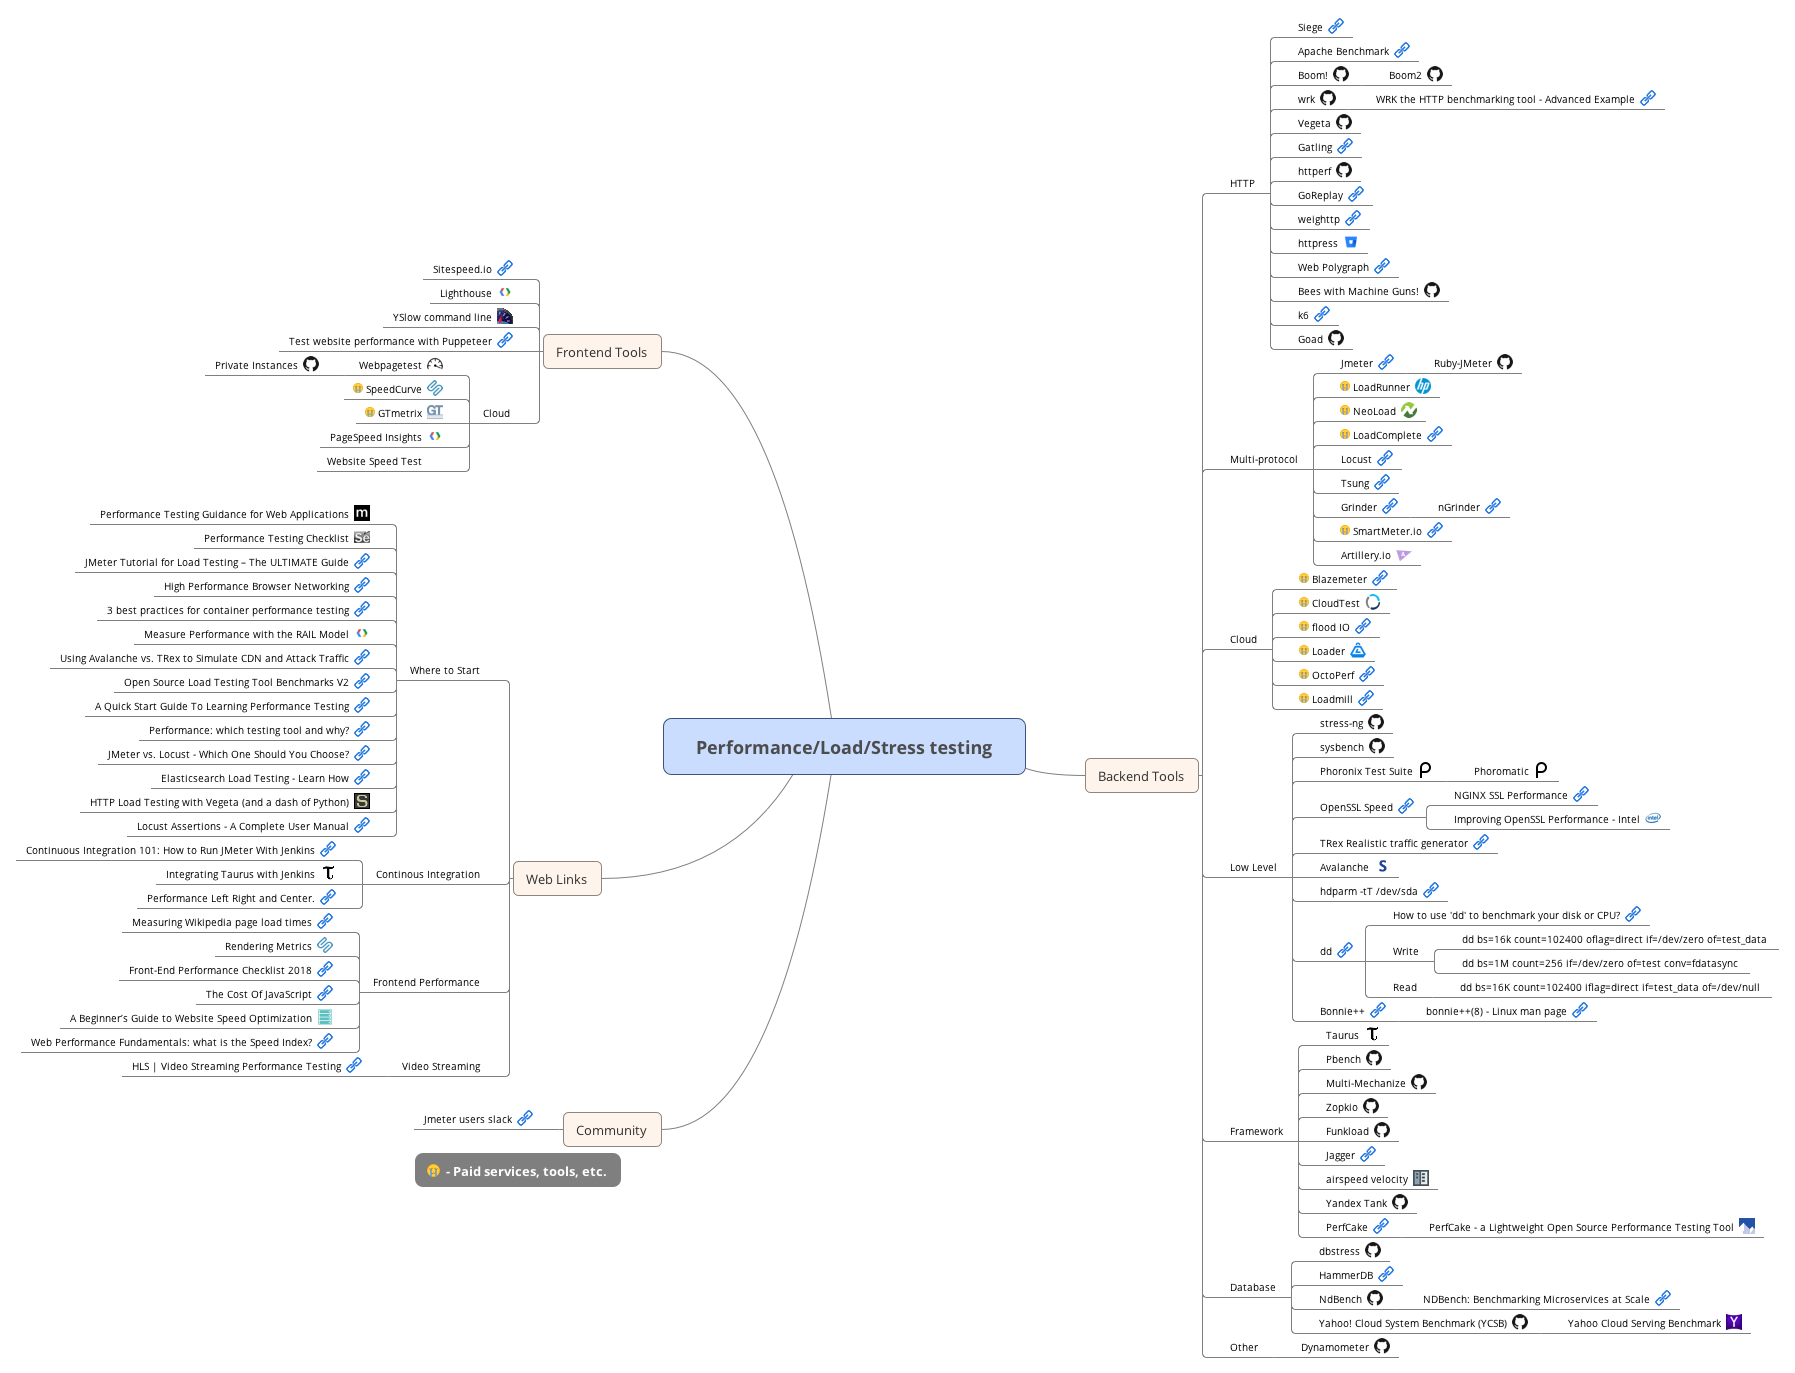 Performance/Load/Stress testing
Frontend Tools
Sitespeed.io
Lighthouse
YSlow command line
Test website performance with Puppeteer
Cloud
Webpagetest
Private Instances
SpeedCurve
GTmetrix
PageSpeed Insights
Website Speed Test
Web Links
Where to Start
Performance Testing Guidance for Web Applications
Performance Testing Checklist
JMeter Tutorial for Load Testing – The ULTIMATE Guide
High Performance Browser Networking
3 best practices for container performance testing
Measure Performance with the RAIL Model
Using Avalanche vs. TRex to Simulate CDN and Attack Traffic
Open Source Load Testing Tool Benchmarks V2
A Quick Start Guide To Learning Performance Testing
Performance: which testing tool and why?
JMeter vs. Locust - Which One Should You Choose?
Elasticsearch Load Testing - Learn How
HTTP Load Testing with Vegeta (and a dash of Python)
Locust Assertions - A Complete User Manual
Continous Integration
Continuous Integration 101: How to Run JMeter With Jenkins
Integrating Taurus with Jenkins
Performance Left Right and Center.
Frontend Performance
Measuring Wikipedia page load times
Rendering Metrics
Front-End Performance Checklist 2018
The Cost Of JavaScript
A Beginner's Guide to Website Speed Optimization
Web Performance Fundamentals: what is the Speed Index?
Video Streaming
HLS | Video Streaming Performance Testing
Community
Jmeter users slack
- Paid services, tools, etc.
Backend Tools
HTTP
Siege
Apache Benchmark
Boom!
Boom2
wrk
WRK the HTTP benchmarking tool - Advanced Example
Vegeta
Gatling
httperf
GoReplay
weighttp
httpress
Web Polygraph
Bees with Machine Guns!
k6
Goad
Multi-protocol
Jmeter
Ruby-JMeter
LoadRunner
NeoLoad
LoadComplete
Locust
Tsung
Grinder
nGrinder
SmartMeter.io
Artillery.io
Cloud
Blazemeter
CloudTest
flood IO
Loader
OctoPerf
Loadmill
Low Level
stress-ng
sysbench
Phoronix Test Suite
Phoromatic
OpenSSL Speed
NGINX SSL Performance
Improving OpenSSL Performance - Intel
TRex Realistic traffic generator
Avalanche
hdparm -tT /dev/sda
dd
How to use 'dd' to benchmark your disk or CPU?
Write
dd bs=16k count=102400 oflag=direct if=/dev/zero of=test_data
dd bs=1M count=256 if=/dev/zero of=test conv=fdatasync
Read
dd bs=16K count=102400 iflag=direct if=test_data of=/dev/null
Bonnie++
bonnie++(8) - Linux man page
Framework
Taurus
Pbench
Multi-Mechanize
Zopkio
Funkload
Jagger
airspeed velocity
Yandex Tank
PerfCake
PerfCake - a Lightweight Open Source Performance Testing Tool
Database
dbstress
HammerDB
NdBench
NDBench: Benchmarking Microservices at Scale
Yahoo! Cloud System Benchmark (YCSB)
Yahoo Cloud Serving Benchmark
Other
Dynamometer